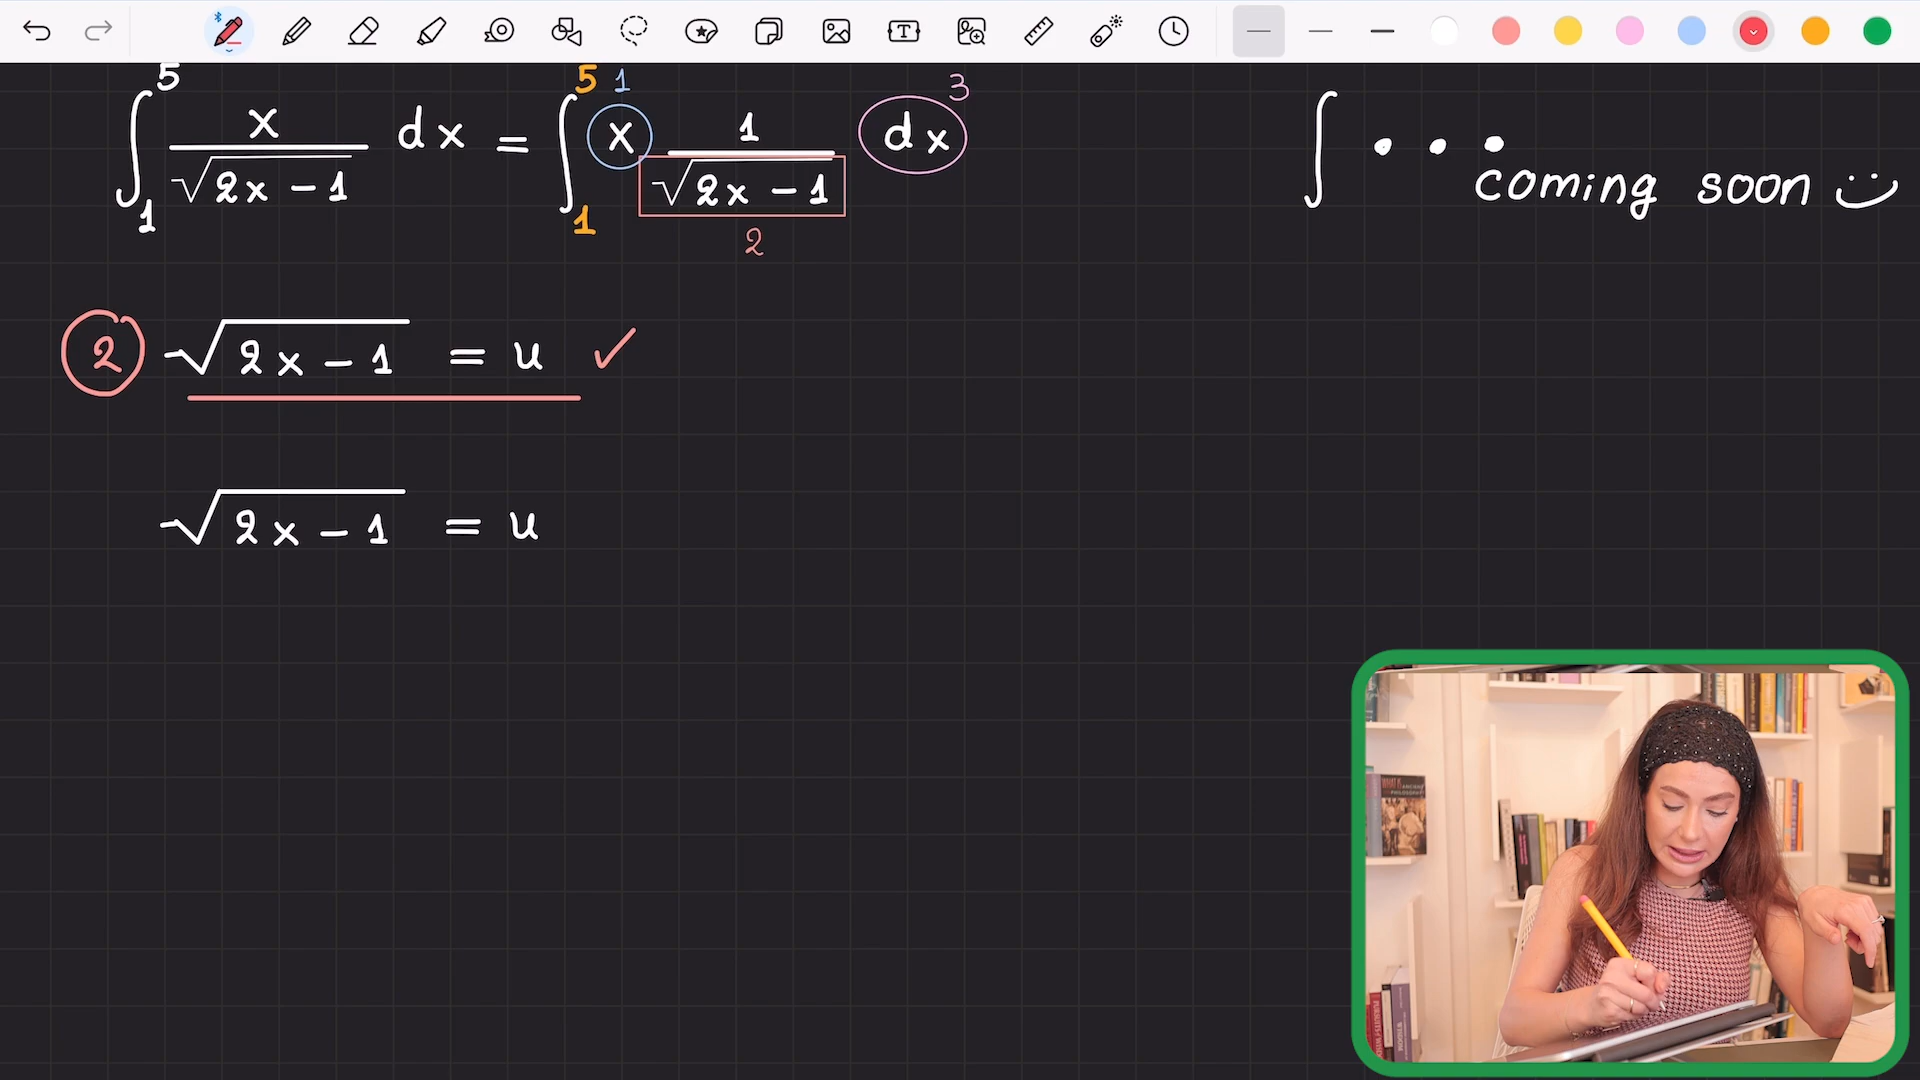 ∫₁⁵ x/√(2x − 1) dx = ∫₁⁵ x 1/√(2x − 1) dx
1
2
3
∫ • • •
coming soon :)
② √(2x − 1) = u ✓
√(2x − 1) = u